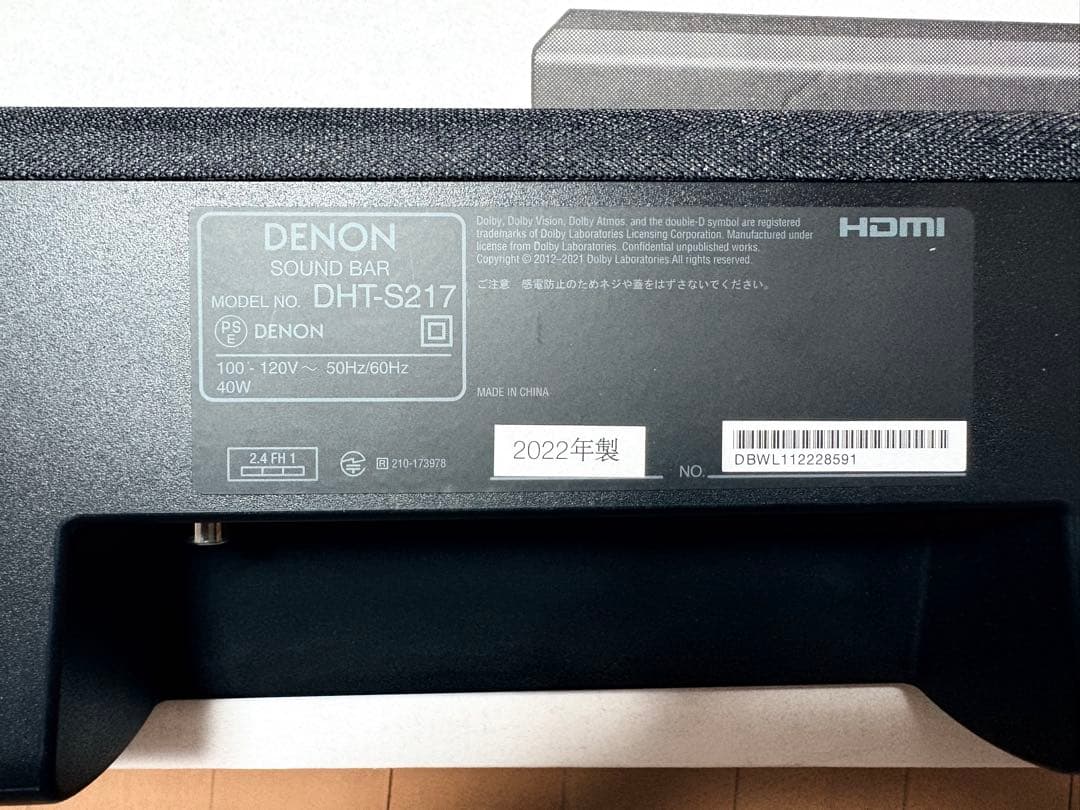 DENON
SOUND BAR
MODEL NO. DHT-S217
PS
E
DENON
100 - 120V～ 50Hz/60Hz
40W
Dolby, Dolby Vision, Dolby Atmos, and the double-D symbol are registered
trademarks of Dolby Laboratories Licensing Corporation. Manufactured under
license from Dolby Laboratories. Confidential unpublished works.
Copyright © 2012–2021 Dolby Laboratories All rights reserved.
ご注意 感電防止のためネジや蓋をはずさないでください。
HDMI
MADE IN CHINA
2.4 FH 1
R 210-173978
2022年製
NO.
DBWL112228591